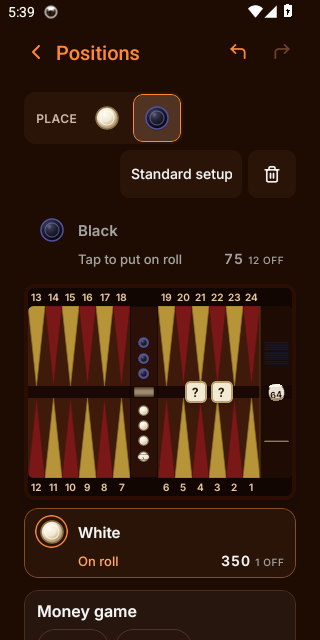 5:39
Positions
PLACE
Standard setup
Black
Tap to put on roll 75 12 OFF
13 14 15 16 17 18 19 20 21 22 23 24
? ? 64
12 11 10 9 8 7 6 5 4 3 2 1
White
On roll 350 1 OFF
Money game